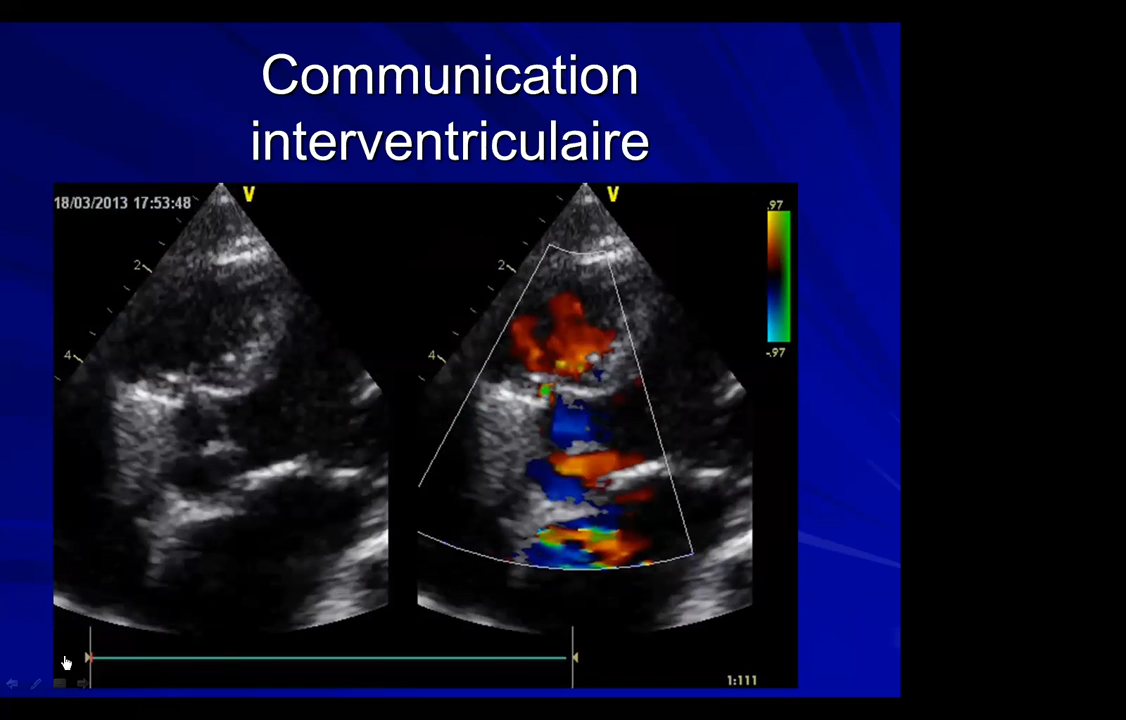 Communication
interventriculaire
18/03/2013 17:53:48
V
V
.97
2
2
4
4
-.97
1:111